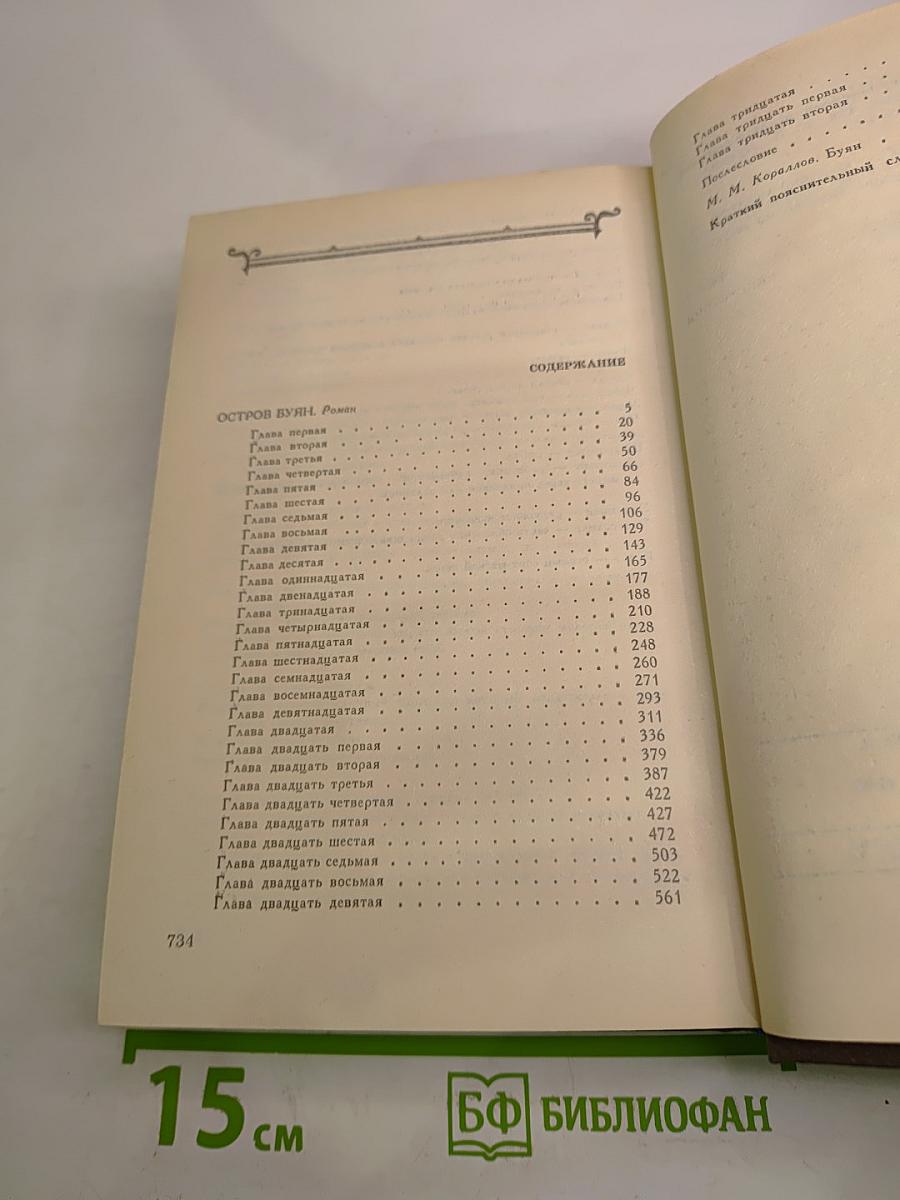 СОДЕРЖАНИЕ
ОСТРОВ БУЯН. Роман
Глава первая . . . 5
Глава вторая . . . 20
Глава третья . . . 39
Глава четвертая . . . 50
Глава пятая . . . 66
Глава шестая . . . 84
Глава седьмая . . . 96
Глава восьмая . . . 106
Глава девятая . . . 129
Глава десятая . . . 143
Глава одиннадцатая . . . 165
Глава двенадцатая . . . 177
Глава тринадцатая . . . 188
Глава четырнадцатая . . . 210
Глава пятнадцатая . . . 228
Глава шестнадцатая . . . 248
Глава семнадцатая . . . 260
Глава восемнадцатая . . . 271
Глава девятнадцатая . . . 293
Глава двадцатая . . . 311
Глава двадцать первая . . . 336
Глава двадцать вторая . . . 379
Глава двадцать третья . . . 387
Глава двадцать четвертая . . . 422
Глава двадцать пятая . . . 427
Глава двадцать шестая . . . 472
Глава двадцать седьмая . . . 503
Глава двадцать восьмая . . . 522
Глава двадцать девятая . . . 561
734
Глава тридцатая . . .
Глава тридцать первая . . .
Глава тридцать вторая . . .
Послесловие . . .
М. М. Кораллов. Буян . . .
Краткий пояснительный сл
15 см
БФ БИБЛИОФАН